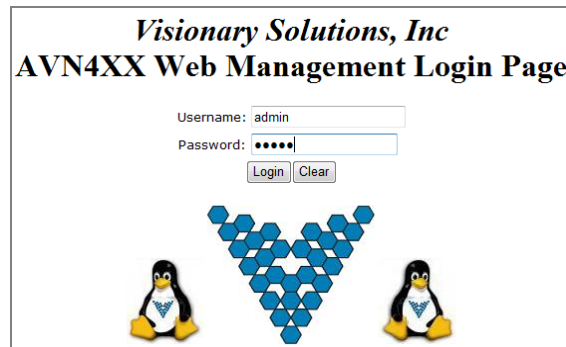 Visionary Solutions, Inc
AVN4XX Web Management Login Page
Username: admin
Password: ●●●●●
Login Clear